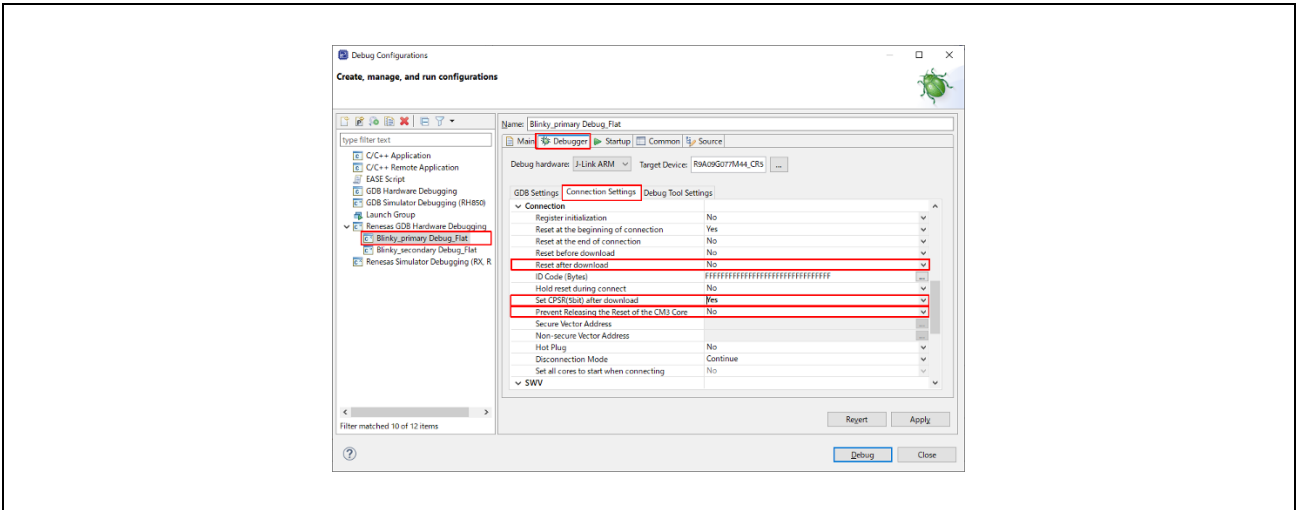 Debug Configurations
Create, manage, and run configurations
type filter text
C/C++ Application
C/C++ Remote Application
EASE Script
GDB Hardware Debugging
GDB Simulator Debugging (RH850)
Launch Group
Renesas GDB Hardware Debugging
Blinky_primary Debug_Flat
Blinky_secondary Debug_Flat
Renesas Simulator Debugging (RX, R
Filter matched 10 of 12 items
Name: Blinky_primary Debug_Flat
Main Debugger Startup Common Source
Debug hardware: J-Link ARM Target Device: R9A09G077M44_CR5 ...
GDB Settings Connection Settings Debug Tool Settings
Connection
Register initialization No
Reset at the beginning of connection Yes
Reset at the end of connection No
Reset before download No
Reset after download No
ID Code (Bytes) FFFFFFFFFFFFFFFFFFFFFFFFFFFFFFFF ...
Hold reset during connect No
Set CPSR(5bit) after download Yes
Prevent Releasing the Reset of the CM3 Core No
Secure Vector Address ...
Non-secure Vector Address ...
Hot Plug No
Disconnection Mode Continue
Set all cores to start when connecting No
SWV
Revert Apply
? Debug Close